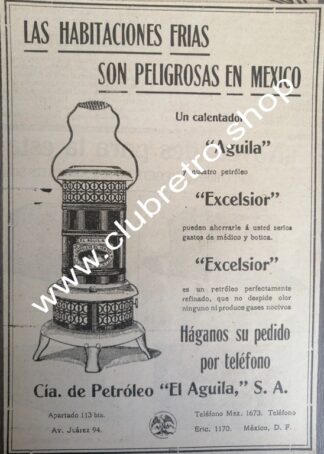 LAS HABITACIONES FRIAS
SON PELIGROSAS EN MEXICO
Un calentador
"Aguila"
y nuestro petróleo
"Excelsior"
pueden ahorrarle á usted serios
gastos de médico y botica.
"Excelsior"
es un petróleo perfectamente
refinado, que no despide olor
ninguno ni produce gases nocivos
Háganos su pedido
por teléfono
Cía. de Petróleo "El Aguila," S. A.
Apartado 113 bis.
Av. Juárez 94.
Teléfono Mex. 1673. Teléfono
Eric. 1170. México, D. F.
www.clubretro.shop